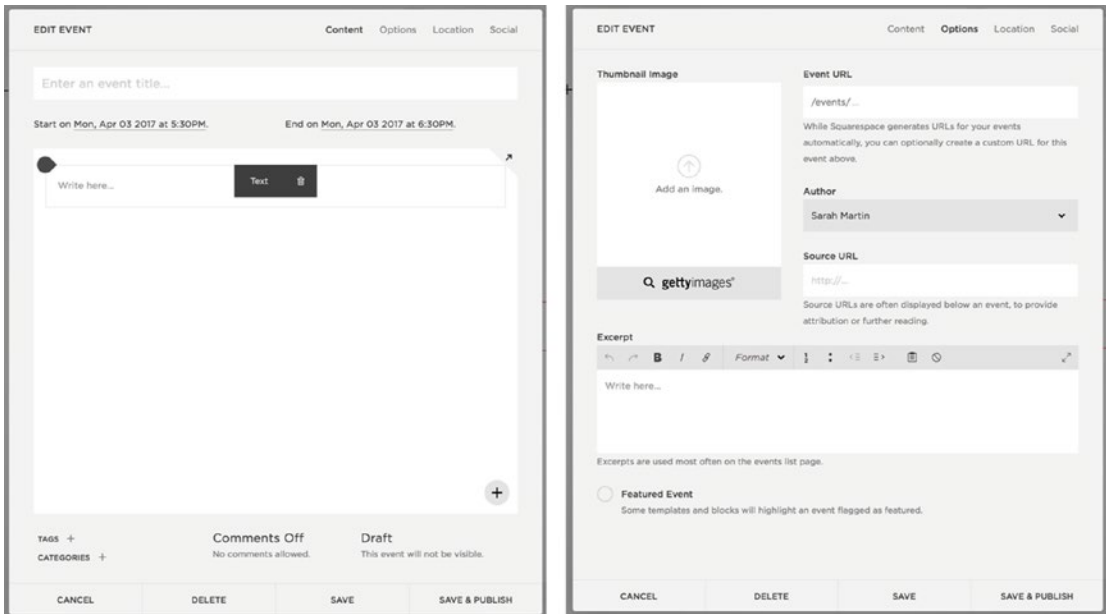 EDIT EVENT Content Options Location Social
Enter an event title...
Start on Mon, Apr 03 2017 at 5:30PM. End on Mon, Apr 03 2017 at 6:30PM.
Write here...
Text
TAGS +
CATEGORIES +
Comments Off
No comments allowed.
Draft
This event will not be visible.
CANCEL DELETE SAVE SAVE & PUBLISH
EDIT EVENT Content Options Location Social
Thumbnail Image
Add an image.
gettyimages®
Event URL
/events/...
While Squarespace generates URLs for your events
automatically, you can optionally create a custom URL for this
event above.
Author
Sarah Martin
Source URL
http://...
Source URLs are often displayed below an event, to provide
attribution or further reading.
Excerpt
B I Format
Write here...
Excerpts are used most often on the events list page.
Featured Event
Some templates and blocks will highlight an event flagged as featured.
CANCEL DELETE SAVE SAVE & PUBLISH